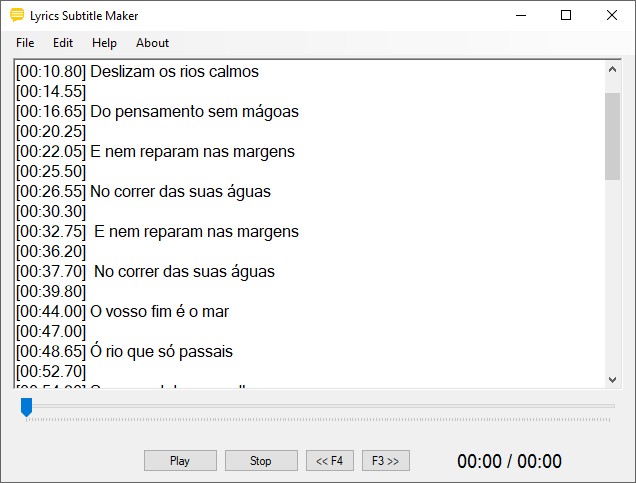 Lyrics Subtitle Maker
File Edit Help About
[00:10.80] Deslizam os rios calmos
[00:14.55]
[00:16.65] Do pensamento sem mágoas
[00:20.25]
[00:22.05] E nem reparam nas margens
[00:25.50]
[00:26.55] No correr das suas águas
[00:30.30]
[00:32.75]  E nem reparam nas margens
[00:36.20]
[00:37.70]  No correr das suas águas
[00:39.80]
[00:44.00] O vosso fim é o mar
[00:47.00]
[00:48.65] Ó rio que só passais
[00:52.70]
Play Stop << F4 F3 >> 00:00 / 00:00